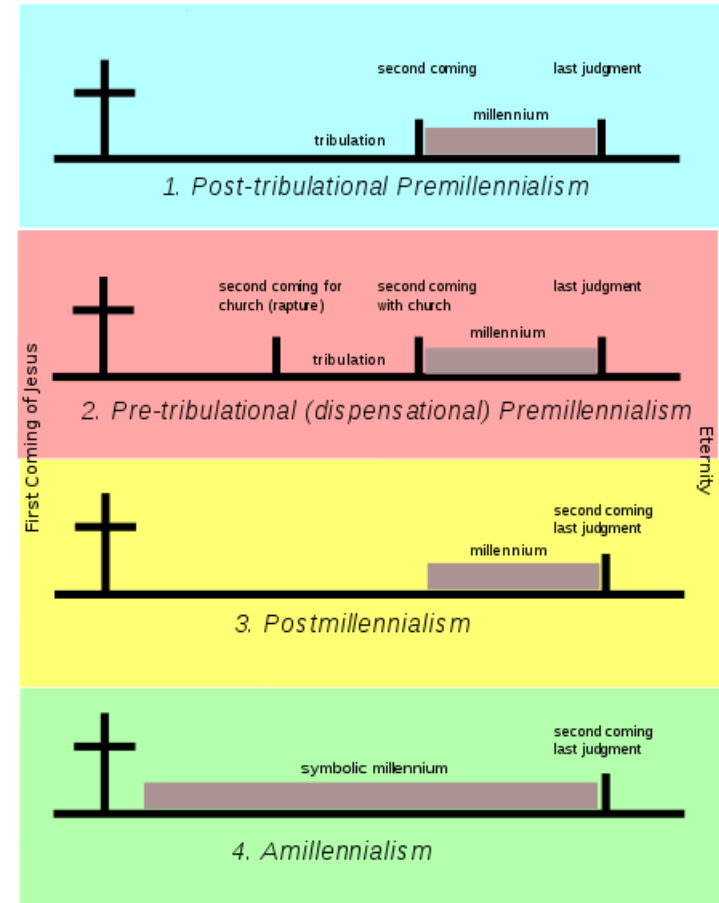 second coming
last judgment
millennium
tribulation
1. Post-tribulational Premillennialism
second coming for
church (rapture)
second coming
with church
last judgment
millennium
tribulation
2. Pre-tribulational (dispensational) Premillennialism
First Coming of Jesus
Eternity
second coming
last judgment
millennium
3. Postmillennialism
second coming
last judgment
symbolic millennium
4. Amillennialism